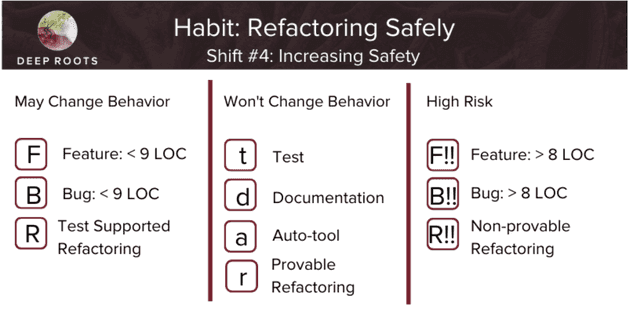 Habit: Refactoring Safely
Shift #4: Increasing Safety
DEEP ROOTS
May Change Behavior
F Feature: < 9 LOC
B Bug: < 9 LOC
R Test Supported
Refactoring
Won't Change Behavior
t Test
d Documentation
a Auto-tool
r Provable
Refactoring
High Risk
F!! Feature: > 8 LOC
B!! Bug: > 8 LOC
R!! Non-provable
Refactoring